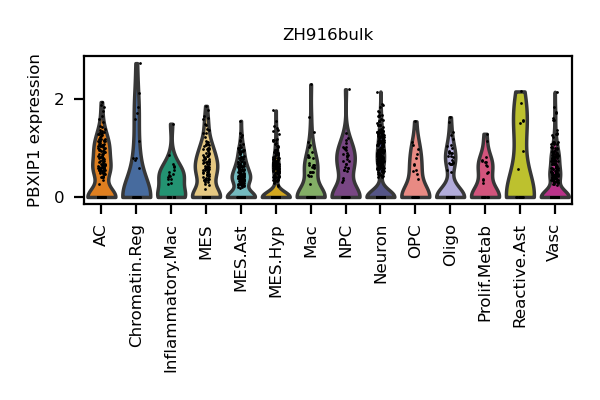 ZH916bulk
PBXIP1 expression
2
0
AC
Chromatin.Reg
Inflammatory.Mac
MES
MES.Ast
MES.Hyp
Mac
NPC
Neuron
OPC
Oligo
Prolif.Metab
Reactive.Ast
Vasc